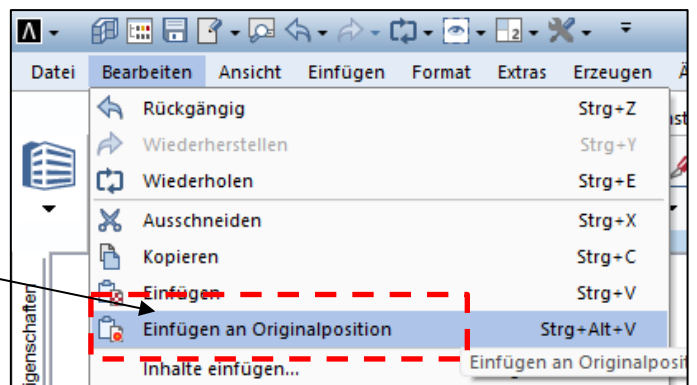 Datei Bearbeiten Ansicht Einfügen Format Extras Erzeugen
Rückgängig Strg+Z
Wiederherstellen Strg+Y
Wiederholen Strg+E
Ausschneiden Strg+X
Kopieren Strg+C
Einfügen Strg+V
Einfügen an Originalposition Strg+Alt+V
Inhalte einfügen... Einfügen an Originalposit
igenschaften